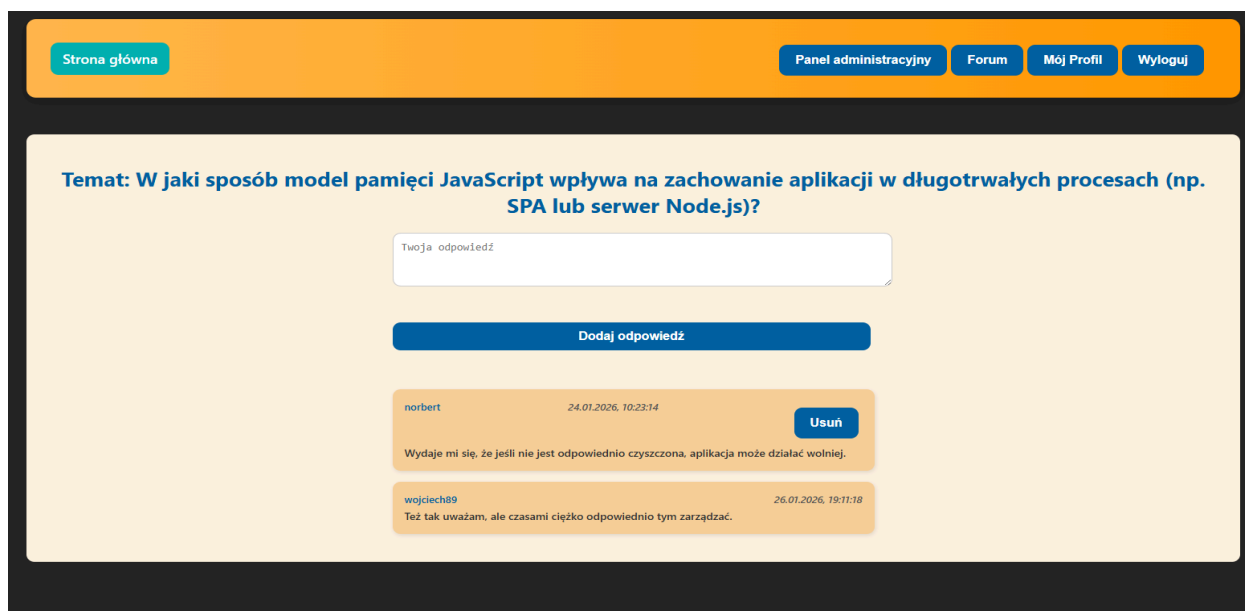 Strona główna
Panel administracyjny
Forum
Mój Profil
Wyloguj
Temat: W jaki sposób model pamięci JavaScript wpływa na zachowanie aplikacji w długotrwałych procesach (np.
SPA lub serwer Node.js)?
Twoja odpowiedź
Dodaj odpowiedź
norbert
24.01.2026, 10:23:14
Usuń
Wydaje mi się, że jeśli nie jest odpowiednio czyszczona, aplikacja może działać wolniej.
wojciech89
26.01.2026, 19:11:18
Też tak uważam, ale czasami ciężko odpowiednio tym zarządzać.